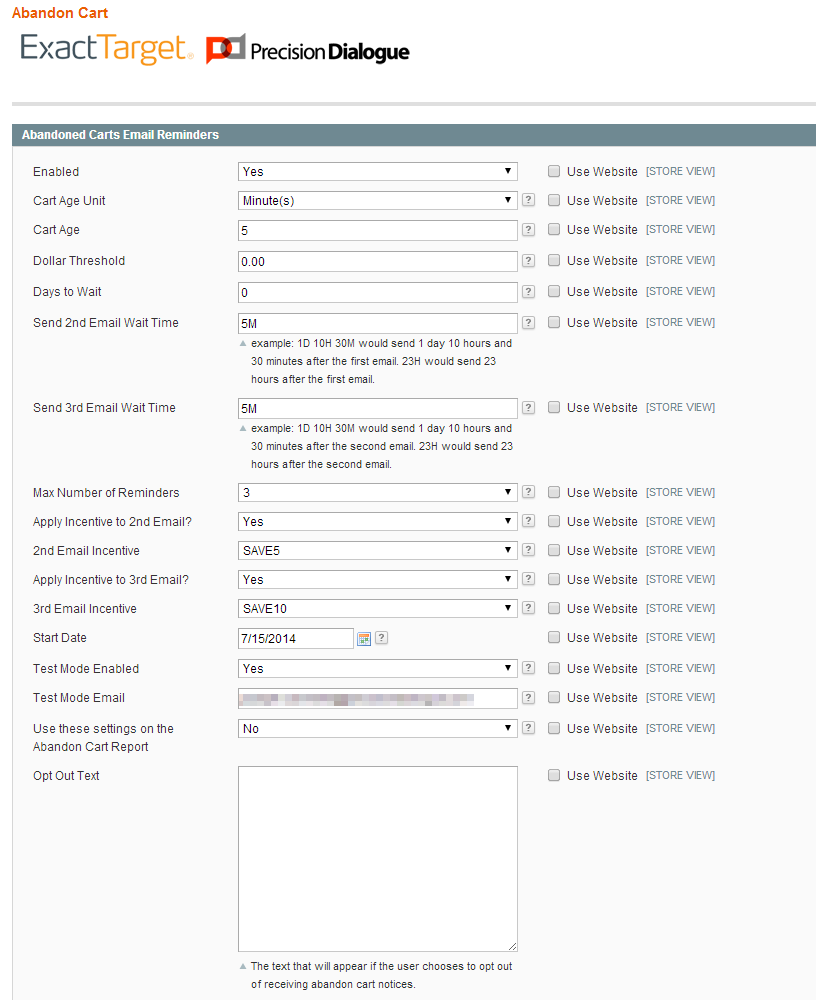 Abandon Cart
ExactTarget. Precision Dialogue
Abandoned Carts Email Reminders
Enabled Yes Use Website [STORE VIEW]
Cart Age Unit Minute(s) ? Use Website [STORE VIEW]
Cart Age 5 ? Use Website [STORE VIEW]
Dollar Threshold 0.00 ? Use Website [STORE VIEW]
Days to Wait 0 ? Use Website [STORE VIEW]
Send 2nd Email Wait Time 5M ? Use Website [STORE VIEW]
example: 1D 10H 30M would send 1 day 10 hours and
30 minutes after the first email. 23H would send 23
hours after the first email.
Send 3rd Email Wait Time 5M ? Use Website [STORE VIEW]
example: 1D 10H 30M would send 1 day 10 hours and
30 minutes after the second email. 23H would send 23
hours after the second email.
Max Number of Reminders 3 ? Use Website [STORE VIEW]
Apply Incentive to 2nd Email? Yes ? Use Website [STORE VIEW]
2nd Email Incentive SAVE5 ? Use Website [STORE VIEW]
Apply Incentive to 3rd Email? Yes ? Use Website [STORE VIEW]
3rd Email Incentive SAVE10 ? Use Website [STORE VIEW]
Start Date 7/15/2014 ? Use Website [STORE VIEW]
Test Mode Enabled Yes ? Use Website [STORE VIEW]
Test Mode Email ? Use Website [STORE VIEW]
Use these settings on the No ? Use Website [STORE VIEW]
Abandon Cart Report
Opt Out Text Use Website [STORE VIEW]
The text that will appear if the user chooses to opt out
of receiving abandon cart notices.